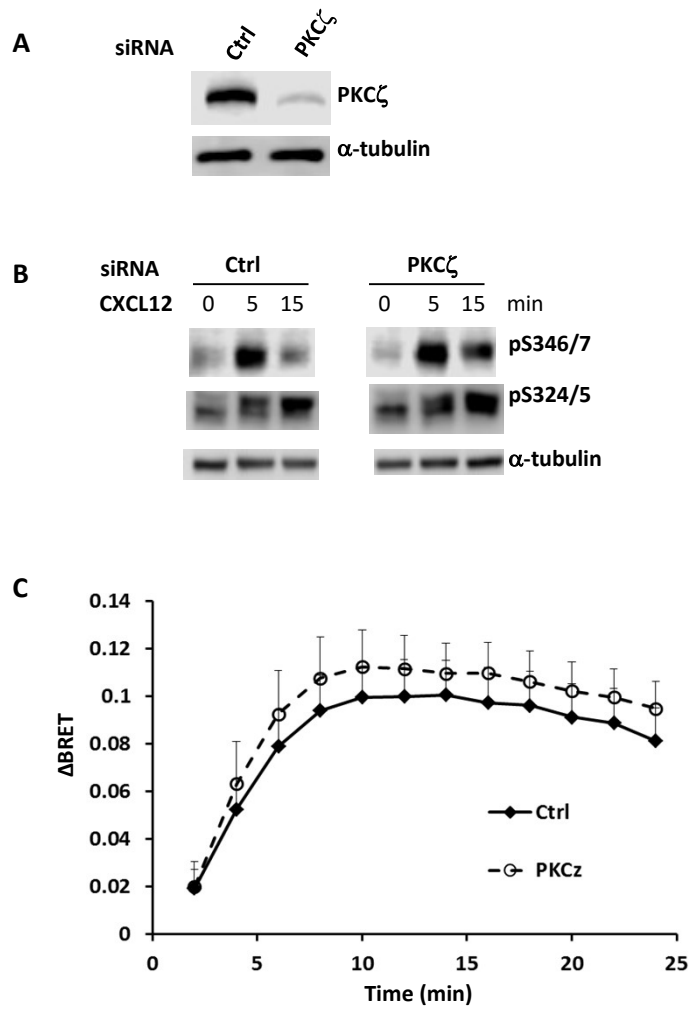 A
siRNA Ctrl PKCζ
PKCζ
α-tubulin
B
siRNA Ctrl PKCζ
CXCL12 0 5 15 0 5 15 min
pS346/7
pS324/5
α-tubulin
C
0.14
0.12
0.1
0.08
0.06
0.04
0.02
0
ΔBRET
Ctrl
PKCz
0 5 10 15 20 25
Time (min)